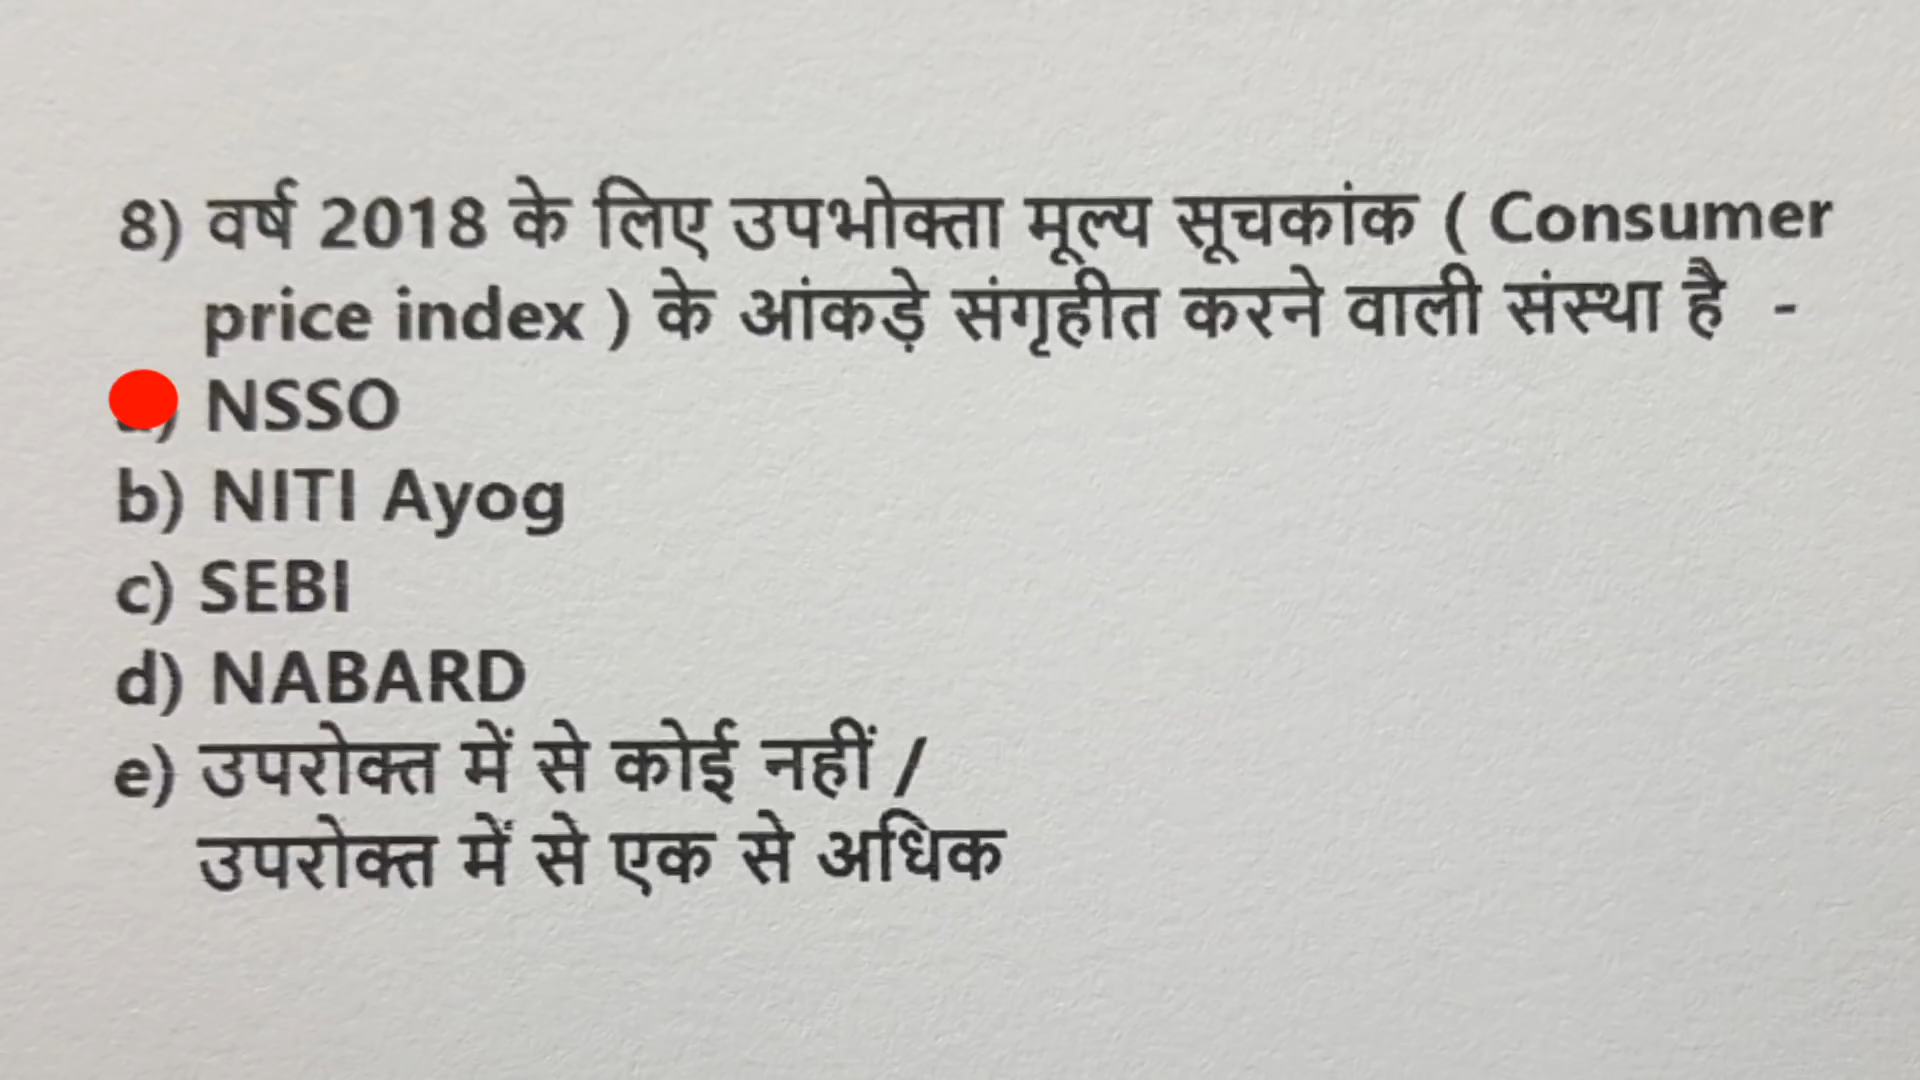 8) वर्ष 2018 के लिए उपभोक्ता मूल्य सूचकांक ( Consumer
price index ) के आंकड़े संगृहीत करने वाली संस्था है -
NSSO
b) NITI Ayog
c) SEBI
d) NABARD
e) उपरोक्त में से कोई नहीं /
उपरोक्त में से एक से अधिक